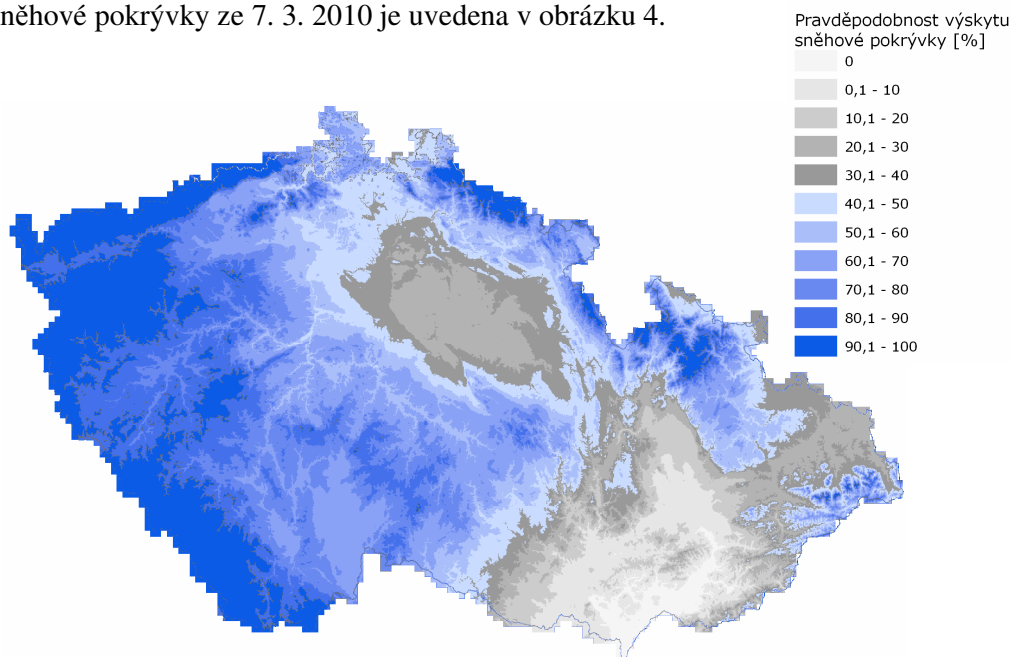 něhové pokrývky ze 7. 3. 2010 je uvedena v obrázku 4.
Pravděpodobnost výskytu
sněhové pokrývky [%]
0
0,1 - 10
10,1 - 20
20,1 - 30
30,1 - 40
40,1 - 50
50,1 - 60
60,1 - 70
70,1 - 80
80,1 - 90
90,1 - 100